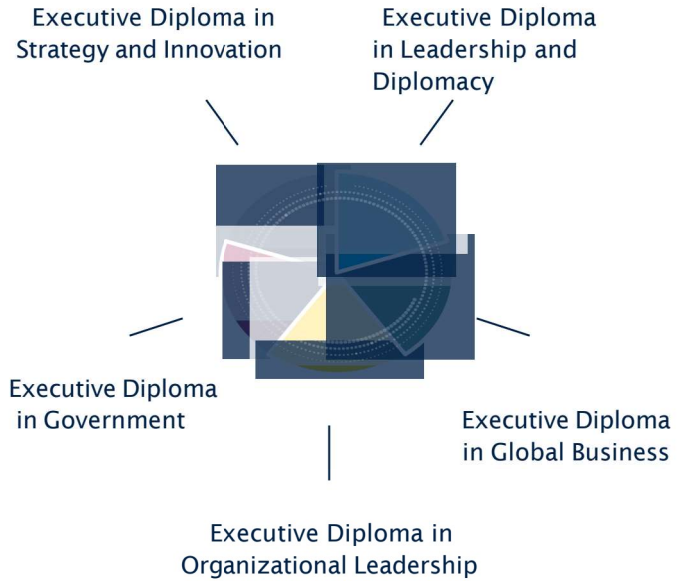 Executive Diploma in
Strategy and Innovation
Executive Diploma
in Leadership and
Diplomacy
Executive Diploma
in Government
Executive Diploma
in Global Business
Executive Diploma in
Organizational Leadership